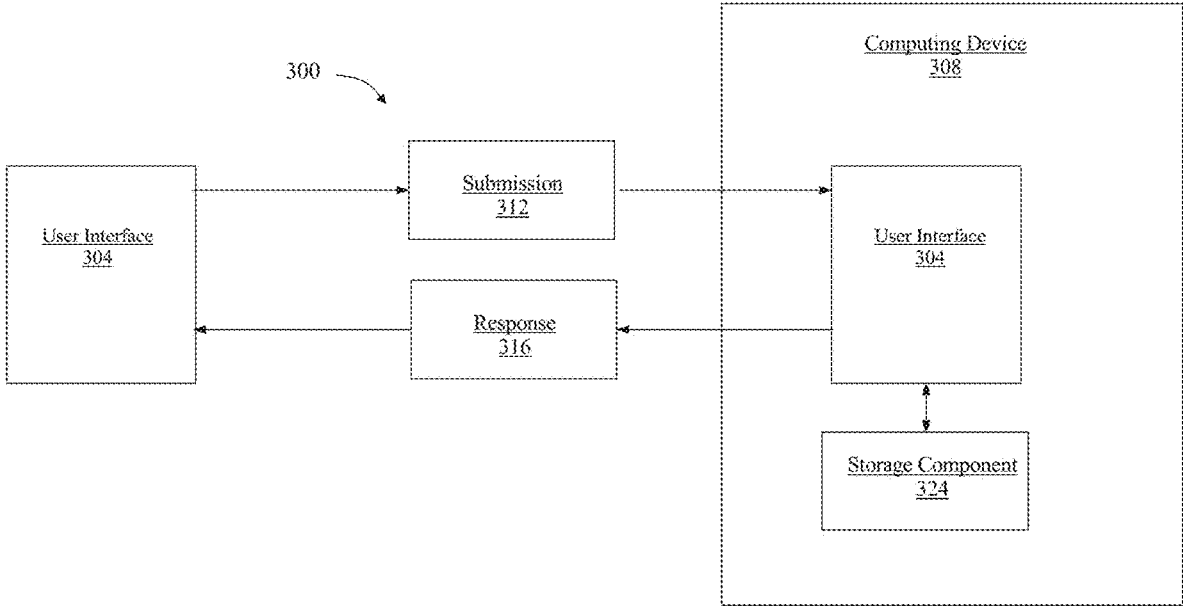 Computing Device
308
300
Submission
312
User Interface
304
User Interface
304
Response
316
Storage Component
324